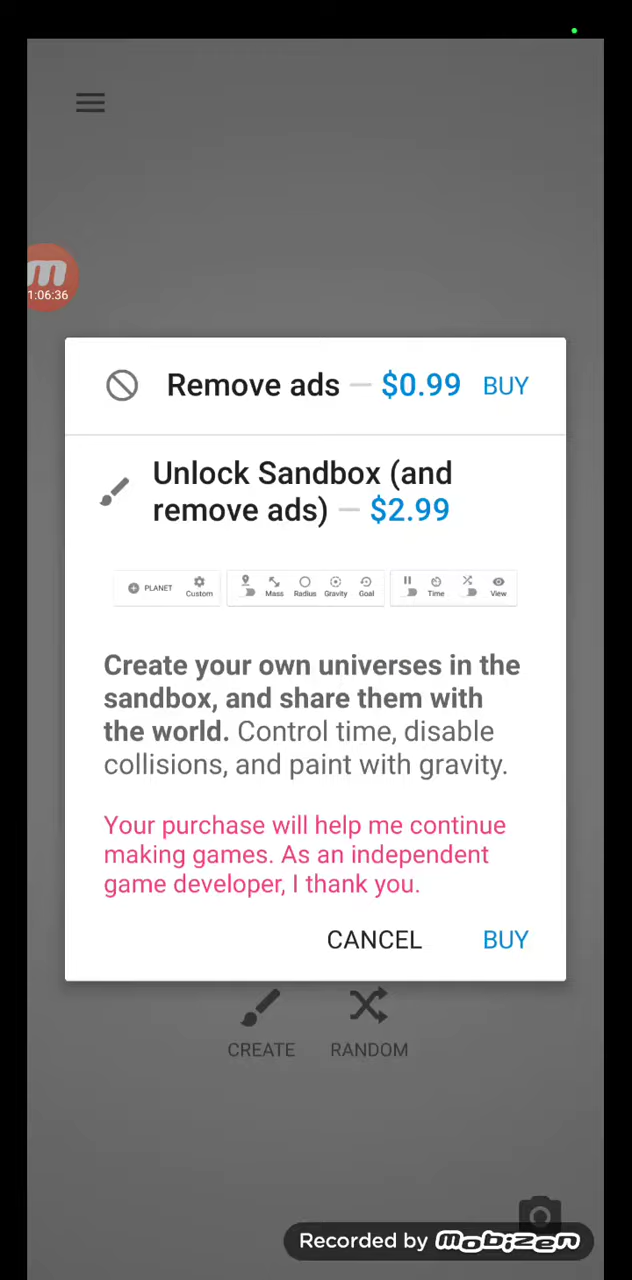 1:06:36
Remove ads — $0.99 BUY
Unlock Sandbox (and
remove ads) — $2.99
PLANET Custom Mass Radius Gravity Goal Time View
Create your own universes in the
sandbox, and share them with
the world. Control time, disable
collisions, and paint with gravity.
Your purchase will help me continue
making games. As an independent
game developer, I thank you.
CANCEL BUY
CREATE RANDOM
Recorded by mobizen